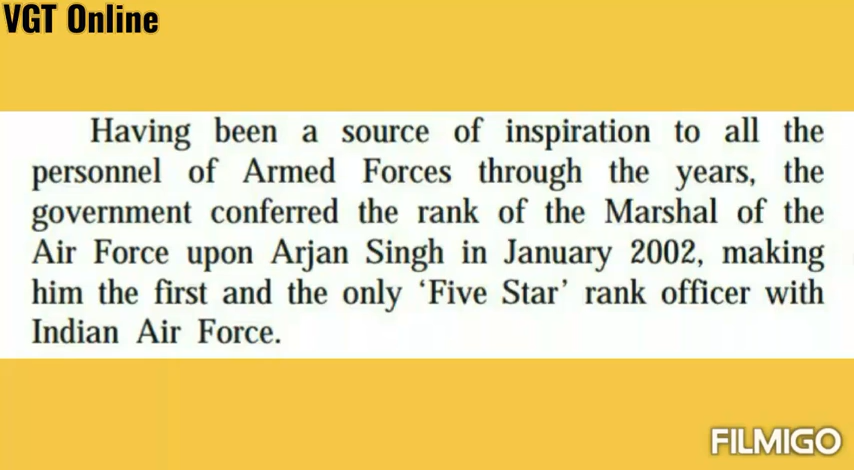 VGT Online
Having been a source of inspiration to all the
personnel of Armed Forces through the years, the
government conferred the rank of the Marshal of the
Air Force upon Arjan Singh in January 2002, making
him the first and the only ‘Five Star’ rank officer with
Indian Air Force.
FILMIGO